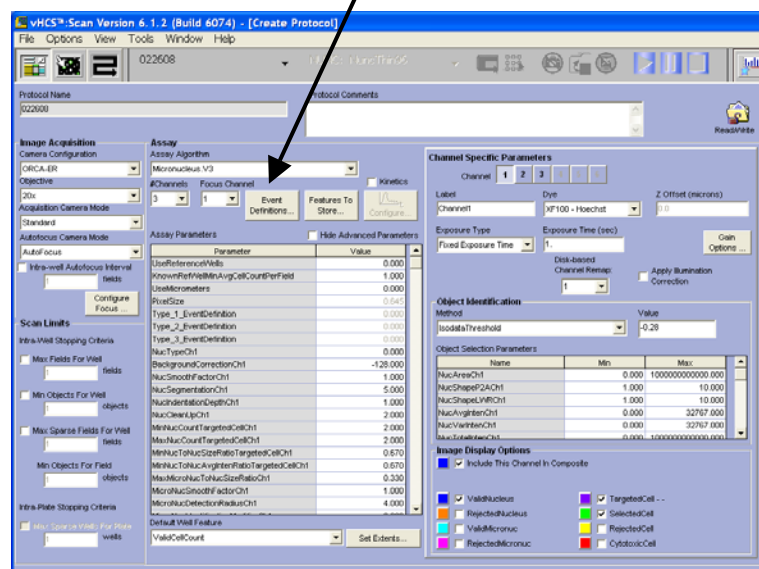 vHCS™:Scan Version 6.1.2 (Build 6074) - [Create Protocol]
File Options View Tools Window Help
022608
Protocol Name
Protocol Comments
022608
Read/Write
Image Acquisition
Camera Configuration
ORCA-ER
Objective
20x
Acquisition Camera Mode
Standard
Autofocus Camera Mode
AutoFocus
Intra-well Autofocus Interval
1 fields
Configure
Focus ...
Scan Limits
Intra-Well Stopping Criteria
Max Fields For Well
1 fields
Min Objects For Well
1 objects
Max Sparse Fields For Well
1 fields
Min Objects For Field
1 objects
Intra-Plate Stopping Criteria
Max Sparse Wells For Plate
1 wells
Assay
Assay Algorithm
Micronucleus.V3
#Channels Focus Channel
Kinetics
3 1
Event
Definitions...
Features To
Store...
Configure...
Assay Parameters
Hide Advanced Parameters
Parameter Value
UseReferenceWells 0.000
KnownRefWellMinAvgCellCountPerField 1.000
UseMicrometers 0.000
PixelSize 0.645
Type_1_EventDefinition 0.000
Type_2_EventDefinition 0.000
Type_3_EventDefinition 0.000
NucTypeCh1 0.000
BackgroundCorrectionCh1 -128.000
NucSmoothFactorCh1 1.000
NucSegmentationCh1 5.000
NucIndentationDepthCh1 1.000
NucCleanUpCh1 2.000
MinNucCountTargetedCellCh1 2.000
MaxNucCountTargetedCellCh1 2.000
MinNucToNucSizeRatioTargetedCellCh1 0.670
MinNucToNucAvgIntenRatioTargetedCellCh1 0.670
MaxMicroNucToNucSizeRatioCh1 0.330
MicroNucSmoothFactorCh1 1.000
MicroNucDetectionRadiusCh1 4.000
Default Well Feature
ValidCellCount
Set Extents...
Channel Specific Parameters
Channel 1 2 3
Label Dye Z Offset (microns)
Channel1 XF100 - Hoechst 0.0
Exposure Type Exposure Time (sec)
Fixed Exposure Time 1.
Gain
Options ...
Disk-based
Channel Remap:
1
Apply Illumination
Correction
Object Identification
Method Value
IsodataThreshold -0.28
Object Selection Parameters
Name Min Max
NucAreaCh1 0.000 1000000000000.000
NucShapeP2ACh1 1.000 10.000
NucShapeLWRCh1 1.000 10.000
NucAvgIntenCh1 0.000 32767.000
NucVarIntenCh1 0.000 32767.000
NucTotalIntenCh1 0.000 1000000000000.000
Image Display Options
Include This Channel In Composite
ValidNucleus TargetedCell - -
RejectedNucleus SelectedCell
ValidMicronuc RejectedCell
RejectedMicronuc CytotoxicCell